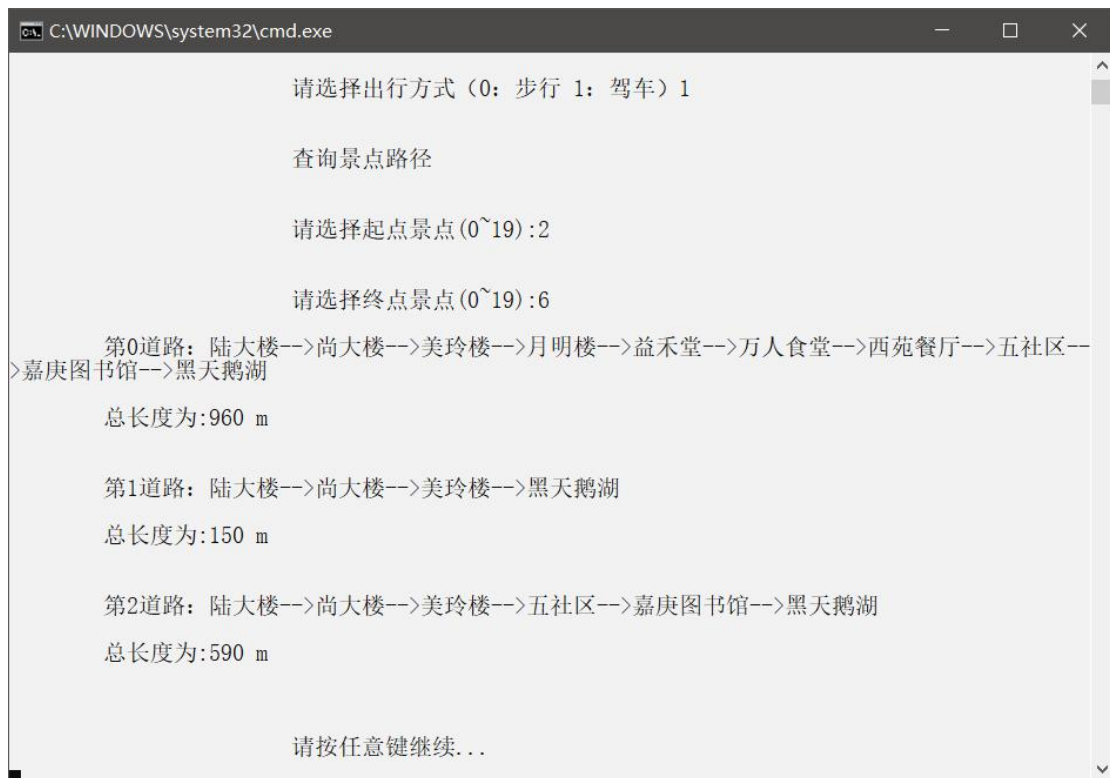 C:\WINDOWS\system32\cmd.exe
请选择出行方式（0：步行 1：驾车）1
查询景点路径
请选择起点景点(0~19):2
请选择终点景点(0~19):6
第0道路：陆大楼-->尚大楼-->美玲楼-->月明楼-->益禾堂-->万人食堂-->西苑餐厅-->五社区--
>嘉庚图书馆-->黑天鹅湖
总长度为:960 m
第1道路：陆大楼-->尚大楼-->美玲楼-->黑天鹅湖
总长度为:150 m
第2道路：陆大楼-->尚大楼-->美玲楼-->五社区-->嘉庚图书馆-->黑天鹅湖
总长度为:590 m
请按任意键继续...